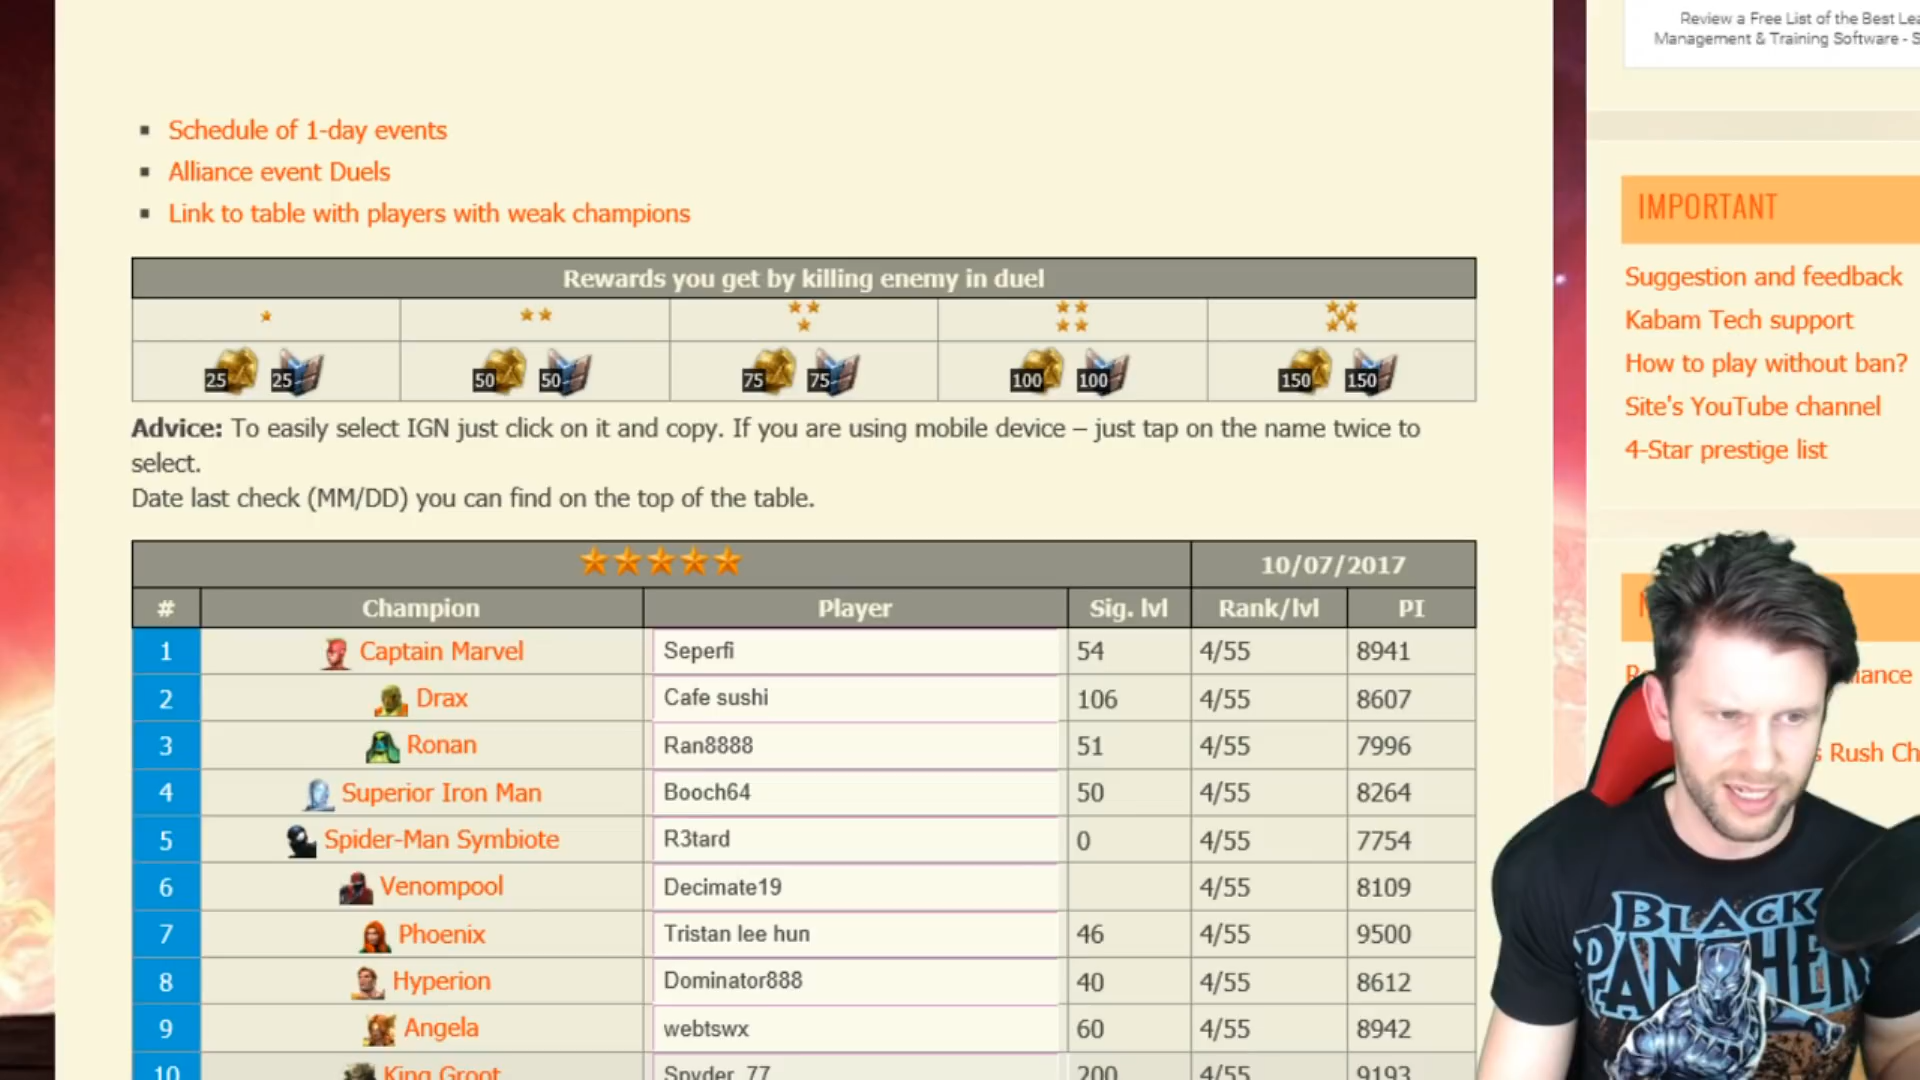 Review a Free List of the Best Lea
Management & Training Software - S
Schedule of 1-day events
Alliance event Duels
Link to table with players with weak champions
IMPORTANT
Suggestion and feedback
Kabam Tech support
How to play without ban?
Site's YouTube channel
4-Star prestige list
Rewards you get by killing enemy in duel
25 25 50 50 75 75 100 100 150 150
Advice: To easily select IGN just click on it and copy. If you are using mobile device – just tap on the name twice to
select.
Date last check (MM/DD) you can find on the top of the table.
10/07/2017
# Champion Player Sig. lvl Rank/lvl PI
1 Captain Marvel Seperfi 54 4/55 8941
2 Drax Cafe sushi 106 4/55 8607
3 Ronan Ran8888 51 4/55 7996
4 Superior Iron Man Booch64 50 4/55 8264
5 Spider-Man Symbiote R3tard 0 4/55 7754
6 Venompool Decimate19 4/55 8109
7 Phoenix Tristan lee hun 46 4/55 9500
8 Hyperion Dominator888 40 4/55 8612
9 Angela webtswx 60 4/55 8942
10 King Groot Spyder_77 200 4/55 9193
Rush Ch
BLACK
PANTHER